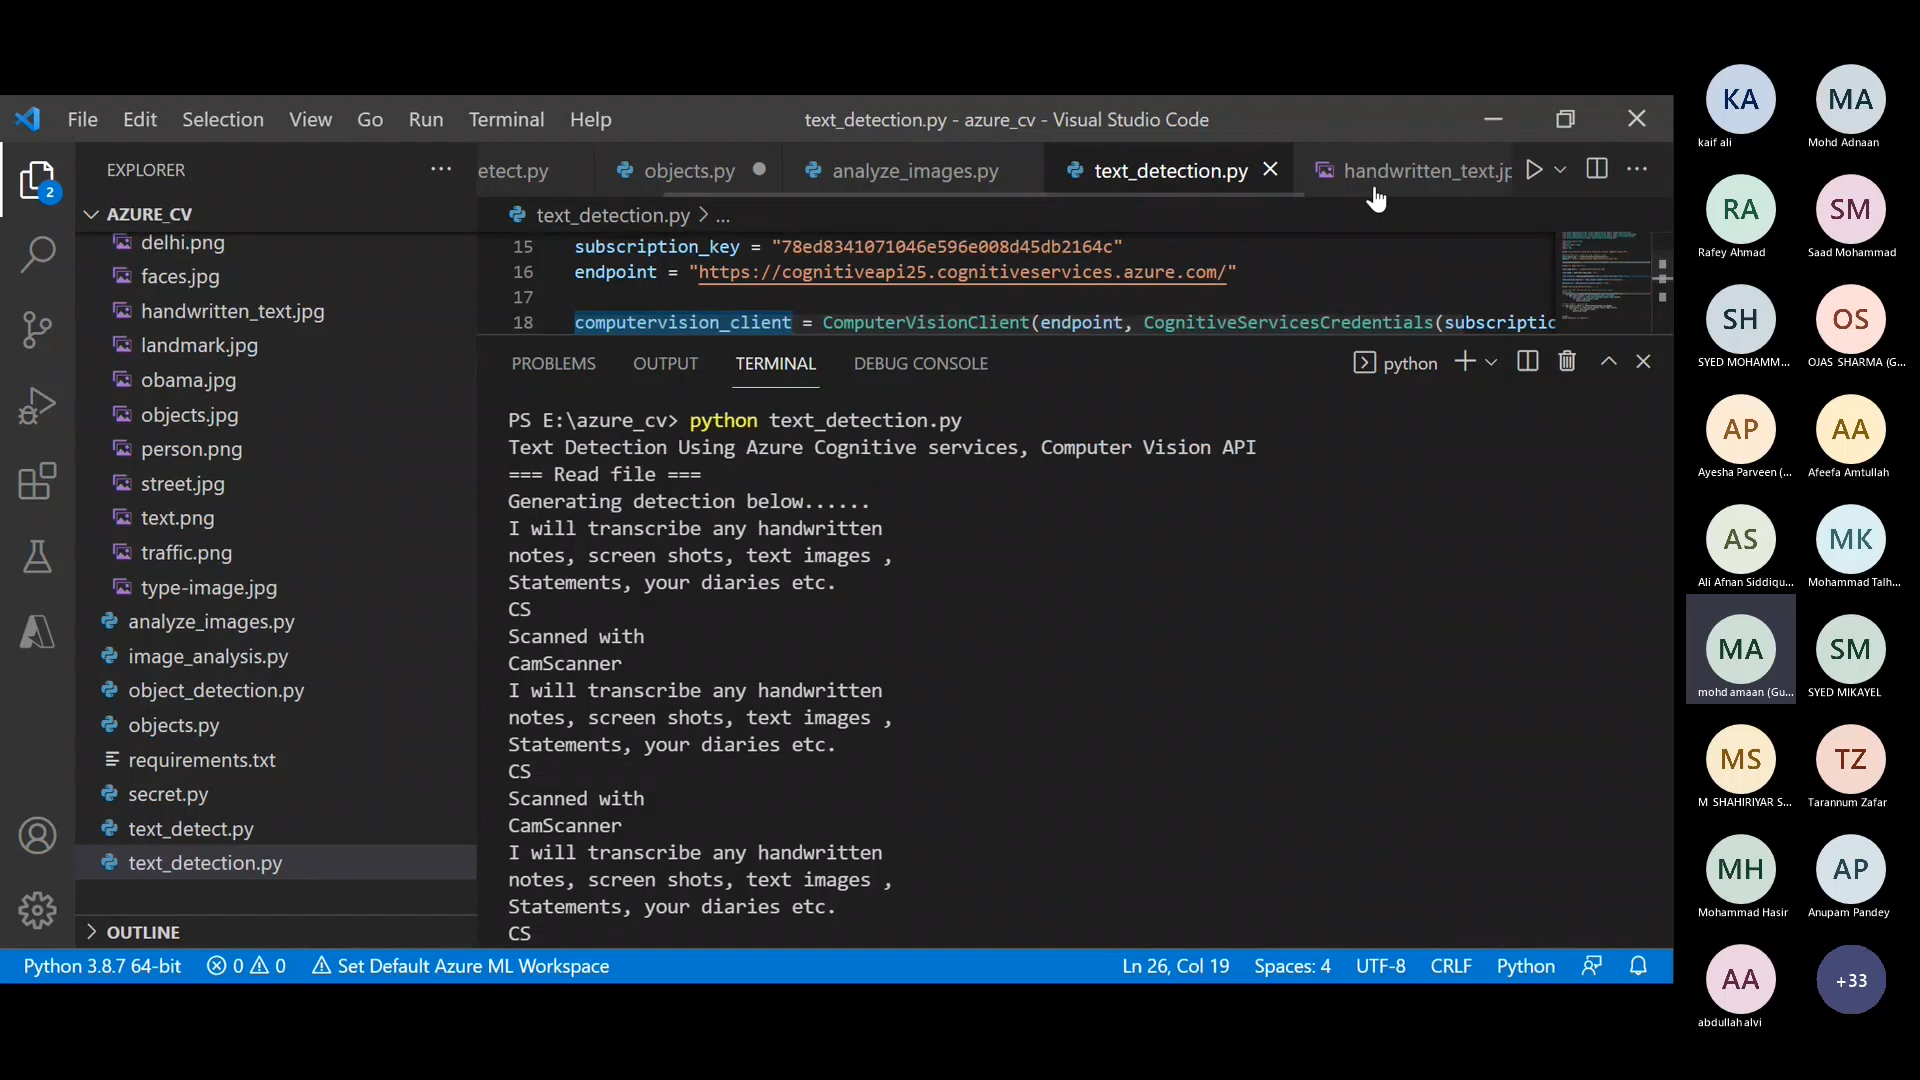 File Edit Selection View Go Run Terminal Help
text_detection.py - azure_cv - Visual Studio Code
EXPLORER
etect.py
objects.py
analyze_images.py
text_detection.py
handwritten_text.jp
text_detection.py > ...
2
AZURE_CV
delhi.png
faces.jpg
handwritten_text.jpg
landmark.jpg
obama.jpg
objects.jpg
person.png
street.jpg
text.png
traffic.png
type-image.jpg
analyze_images.py
image_analysis.py
object_detection.py
objects.py
requirements.txt
secret.py
text_detect.py
text_detection.py
OUTLINE
15 subscription_key = "78ed8341071046e596e008d45db2164c"
16 endpoint = "https://cognitiveapi25.cognitiveservices.azure.com/"
17
18 computervision_client = ComputerVisionClient(endpoint, CognitiveServicesCredentials(subscriptic
PROBLEMS OUTPUT TERMINAL DEBUG CONSOLE
python
PS E:\azure_cv> python text_detection.py
Text Detection Using Azure Cognitive services, Computer Vision API
=== Read file ===
Generating detection below......
I will transcribe any handwritten
notes, screen shots, text images ,
Statements, your diaries etc.
CS
Scanned with
CamScanner
I will transcribe any handwritten
notes, screen shots, text images ,
Statements, your diaries etc.
CS
Scanned with
CamScanner
I will transcribe any handwritten
notes, screen shots, text images ,
Statements, your diaries etc.
CS
Python 3.8.7 64-bit 0 0 Set Default Azure ML Workspace
Ln 26, Col 19 Spaces: 4 UTF-8 CRLF Python
KA MA
kaif ali Mohd Adnaan
RA SM
Rafey Ahmad Saad Mohammad
SH OS
SYED MOHAMM... OJAS SHARMA (G...
AP AA
Ayesha Parveen (... Afeefa Amtullah
AS MK
Ali Afnan Siddiqu... Mohammad Talh...
MA SM
mohd amaan (Gu... SYED MIKAYEL
MS TZ
M SHAHIRIYAR S... Tarannum Zafar
MH AP
Mohammad Hasir Anupam Pandey
AA +33
abdullah alvi